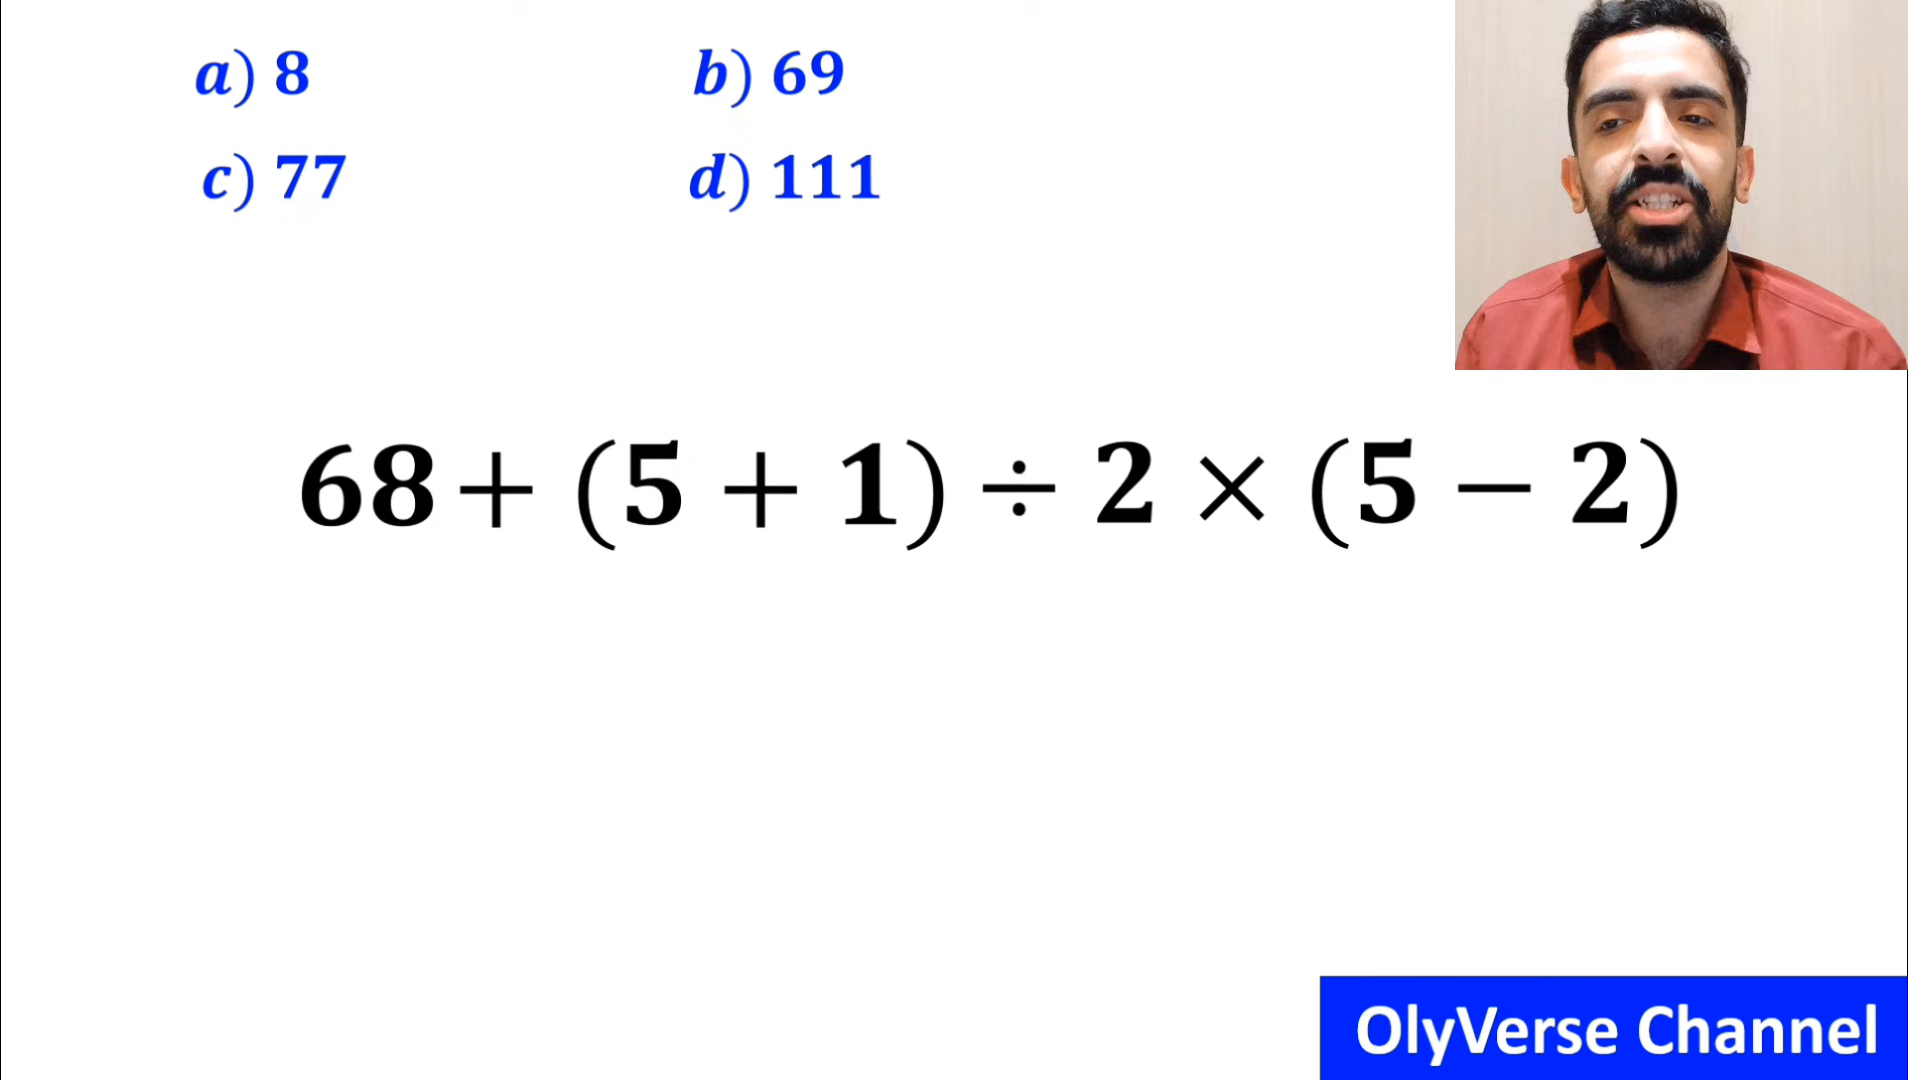 a) 8 b) 69
c) 77 d) 111
68 + (5 + 1) ÷ 2 × (5 − 2)
OlyVerse Channel